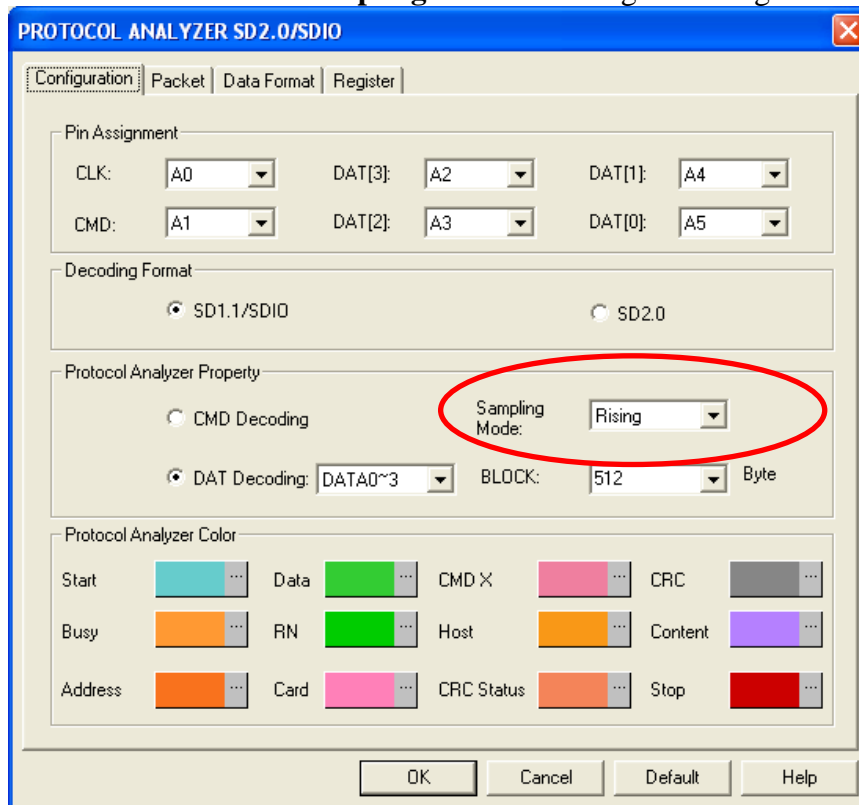 PROTOCOL ANALYZER SD2.0/SDIO
Configuration Packet Data Format Register
Pin Assignment
CLK: A0 DAT[3]: A2 DAT[1]: A4
CMD: A1 DAT[2]: A3 DAT[0]: A5
Decoding Format
SD1.1/SDIO SD2.0
Protocol Analyzer Property
CMD Decoding Sampling Mode: Rising
DAT Decoding: DATA0~3 BLOCK: 512 Byte
Protocol Analyzer Color
Start ... Data ... CMD X ... CRC ...
Busy ... RN ... Host ... Content ...
Address ... Card ... CRC Status ... Stop ...
OK Cancel Default Help